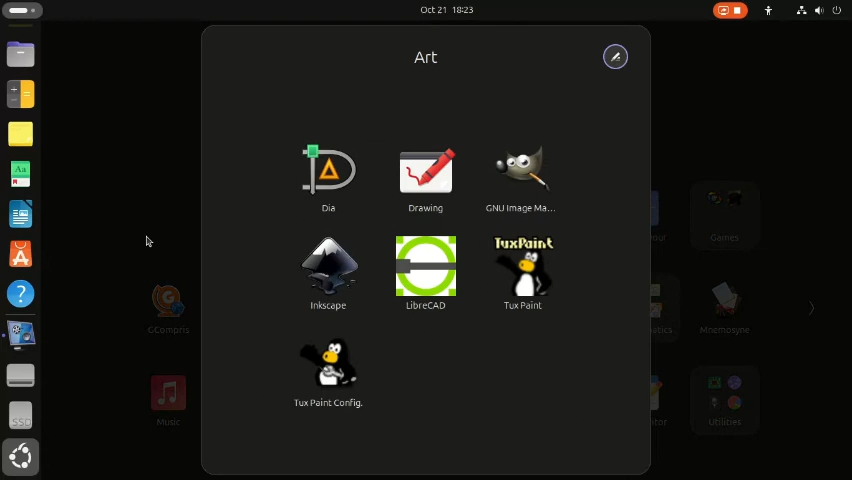 Oct 21 18:23
Art
Dia
Drawing
GNU Image Ma...
Games
TuxPaint
Inkscape
LibreCAD
Tux Paint
GCompris
Mnemosyne
Tux Paint Config.
Music
Utilities
Aa
A
?
SSD